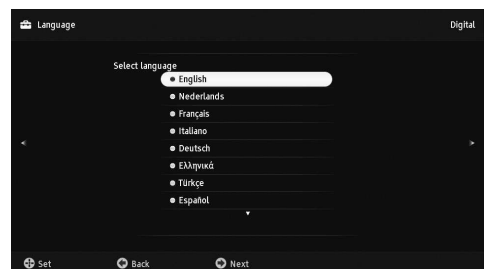 Language
Digital
Select language
English
Nederlands
Français
Italiano
Deutsch
Ελληνικά
Türkçe
Español
Set
Back
Next